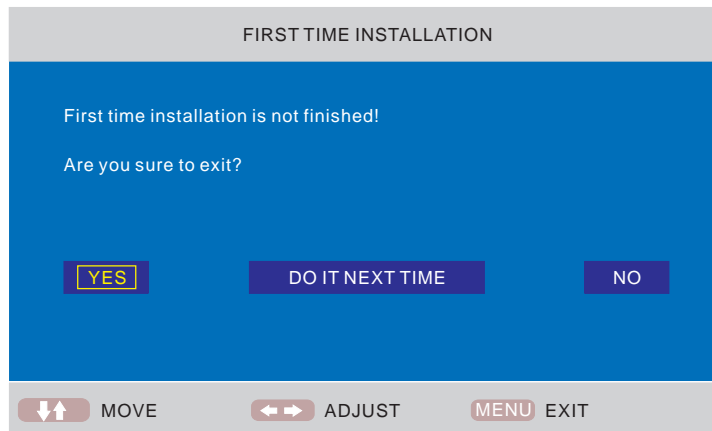 FIRST TIME INSTALLATION
First time installation is not finished!
Are you sure to exit?
YES DO IT NEXT TIME NO
MOVE ADJUST MENU EXIT